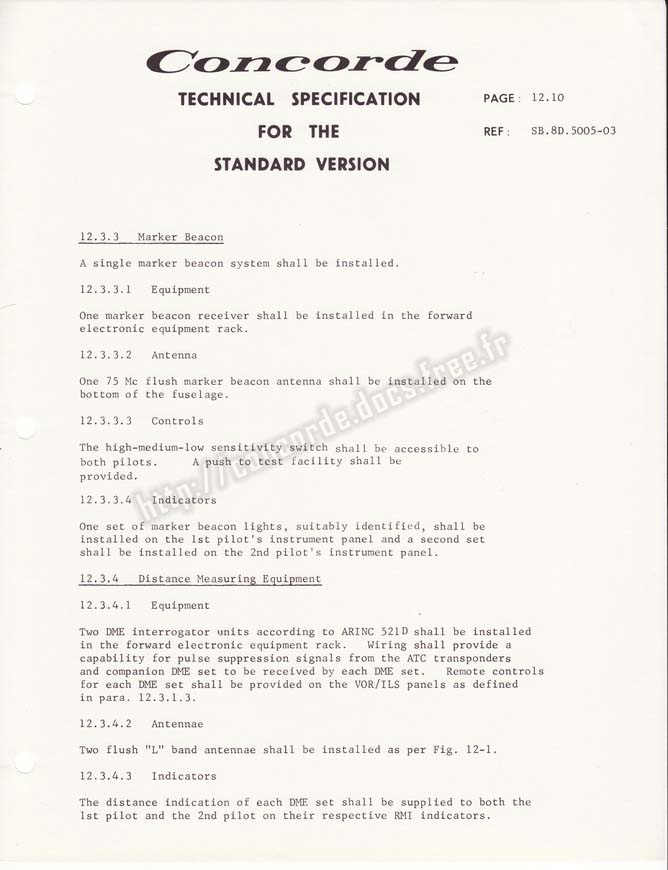 Concorde
TECHNICAL SPECIFICATION
FOR THE
STANDARD VERSION
PAGE: 12.10
REF: SB.8D.5005-03
12.3.3 Marker Beacon
A single marker beacon system shall be installed.
12.3.3.1 Equipment
One marker beacon receiver shall be installed in the forward
electronic equipment rack.
12.3.3.2 Antenna
One 75 Mc flush marker beacon antenna shall be installed on the
bottom of the fuselage.
12.3.3.3 Controls
The high-medium-low sensitivity switch shall be accessible to
both pilots. A push to test facility shall be
provided.
12.3.3.4 Indicators
One set of marker beacon lights, suitably identified, shall be
installed on the 1st pilot's instrument panel and a second set
shall be installed on the 2nd pilot's instrument panel.
12.3.4 Distance Measuring Equipment
12.3.4.1 Equipment
Two DME interrogator units according to ARINC 521D shall be installed
in the forward electronic equipment rack. Wiring shall provide a
capability for pulse suppression signals from the ATC transponders
and companion DME set to be received by each DME set. Remote controls
for each DME set shall be provided on the VOR/ILS panels as defined
in para. 12.3.1.3.
12.3.4.2 Antennae
Two flush "L" band antennae shall be installed as per Fig. 12-1.
12.3.4.3 Indicators
The distance indication of each DME set shall be supplied to both the
1st pilot and the 2nd pilot on their respective RMI indicators.
http://concorde.docs.free.fr